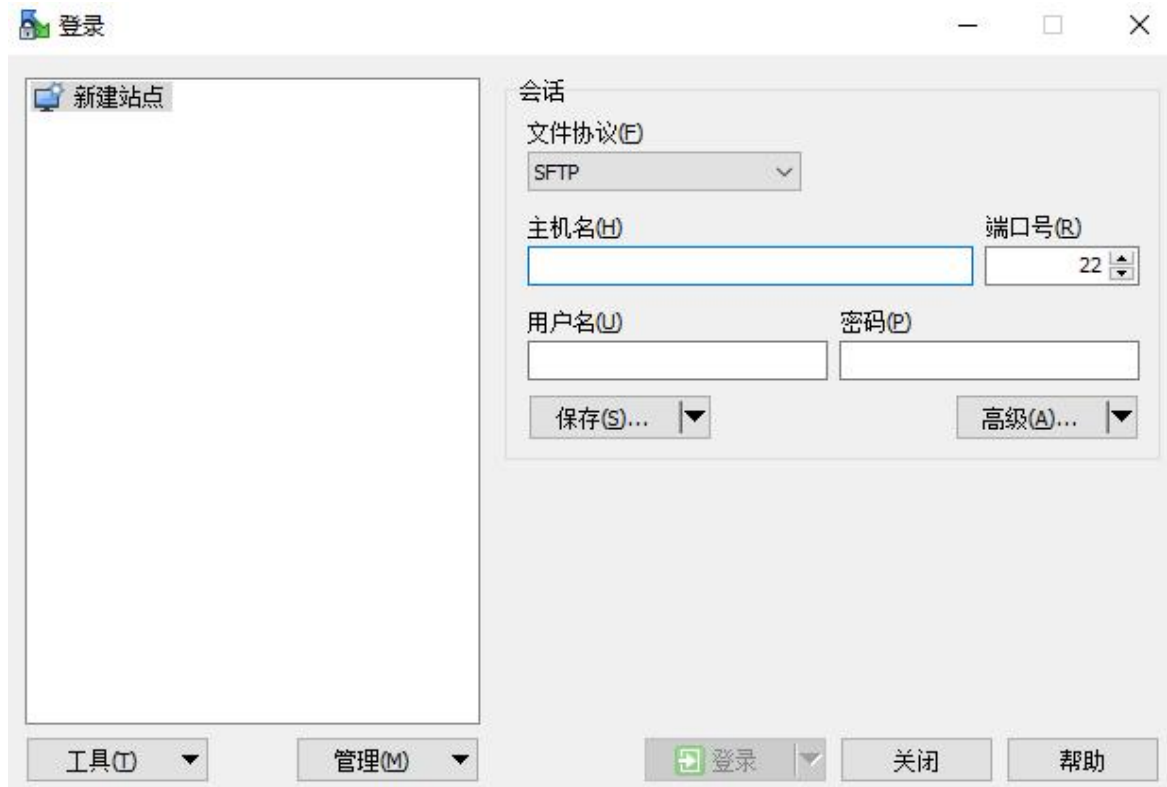 登录
新建站点
会话
文件协议(F)
SFTP
主机名(H)
端口号(R)
22
用户名(U)
密码(P)
保存(S)...
高级(A)...
工具(T)
管理(M)
登录
关闭
帮助